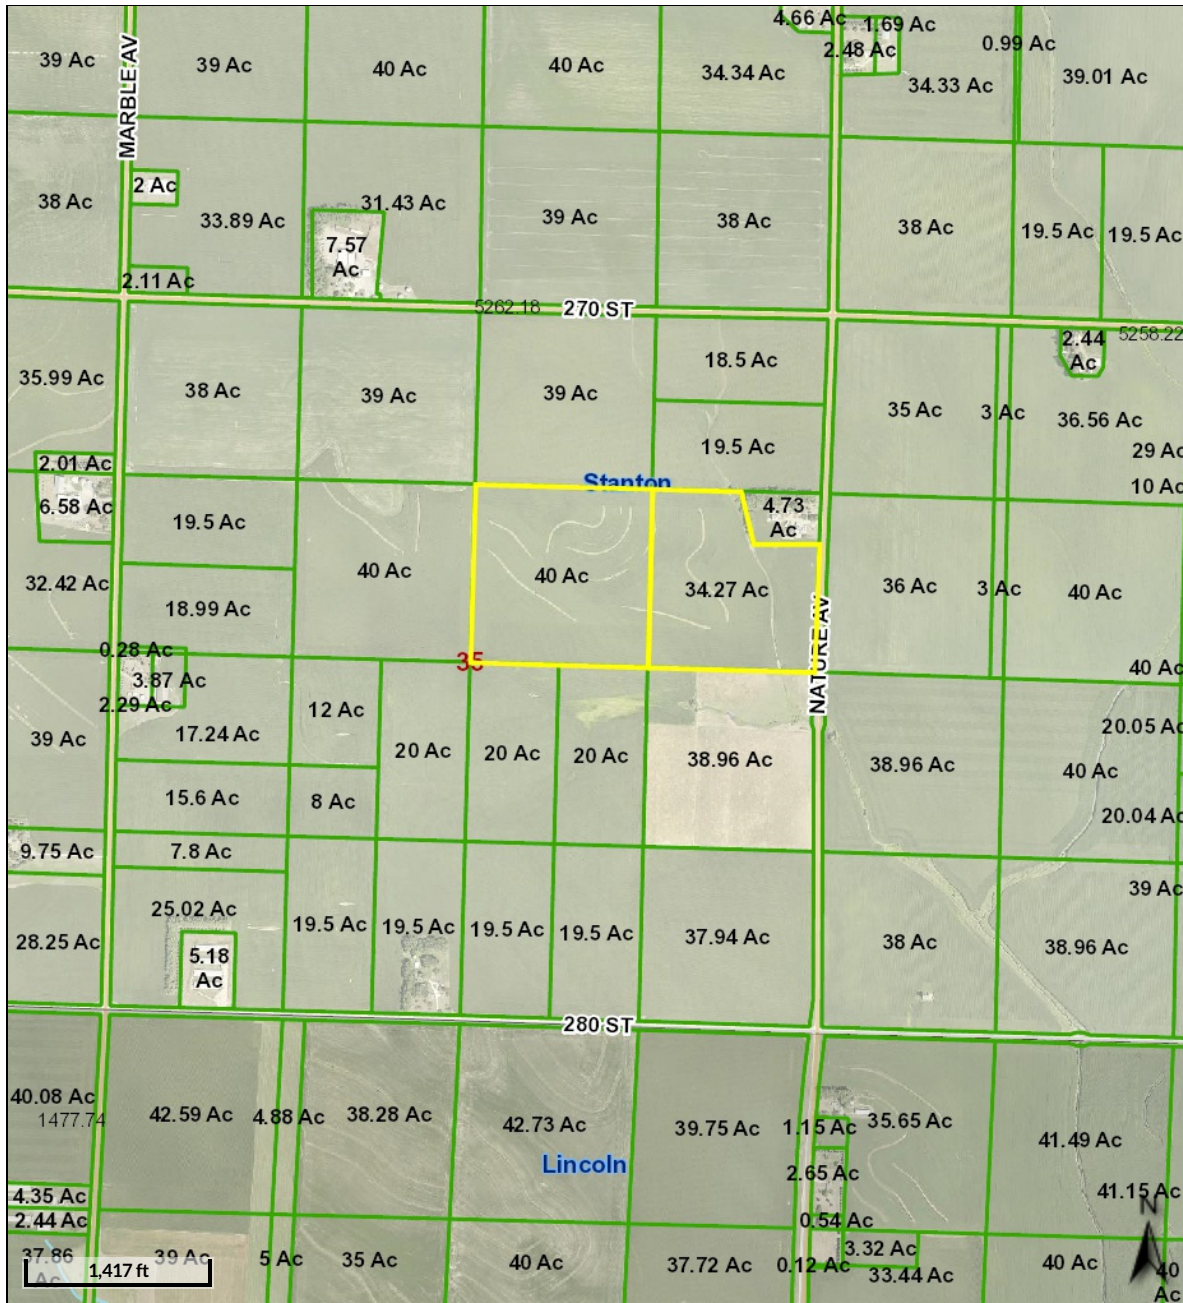 4.66 Ac
1.69 Ac
39 Ac
39 Ac
40 Ac
40 Ac
34.34 Ac
2.48 Ac
34.33 Ac
0.99 Ac
39.01 Ac
MARBLE AV
38 Ac
2 Ac
33.89 Ac
31.43 Ac
39 Ac
38 Ac
38 Ac
19.5 Ac
19.5 Ac
7.57
Ac
2.11 Ac
5262.18
270 ST
5258.22
2.44
Ac
35.99 Ac
38 Ac
39 Ac
39 Ac
18.5 Ac
35 Ac
3 Ac
36.56 Ac
19.5 Ac
29 Ac
2.01 Ac
Stanton
10 Ac
6.58 Ac
19.5 Ac
4.73
Ac
32.42 Ac
40 Ac
40 Ac
34.27 Ac
36 Ac
3 Ac
40 Ac
18.99 Ac
NATURE AV
0.28 Ac
35
40 Ac
3.87 Ac
2.29 Ac
12 Ac
39 Ac
17.24 Ac
20 Ac
20 Ac
20 Ac
38.96 Ac
38.96 Ac
20.05 Ac
40 Ac
15.6 Ac
8 Ac
20.04 Ac
9.75 Ac
7.8 Ac
39 Ac
25.02 Ac
19.5 Ac
19.5 Ac
19.5 Ac
19.5 Ac
37.94 Ac
38 Ac
38.96 Ac
28.25 Ac
5.18
Ac
280 ST
40.08 Ac
1477.74
42.59 Ac
4.88 Ac
38.28 Ac
42.73 Ac
39.75 Ac
1.15 Ac
35.65 Ac
41.49 Ac
Lincoln
2.65 Ac
41.15 Ac
4.35 Ac
2.44 Ac
0.54 Ac
N
37.86
Ac
39 Ac
5 Ac
35 Ac
40 Ac
37.72 Ac
0.12 Ac
3.32 Ac
33.44 Ac
40 Ac
40
Ac
1,417 ft